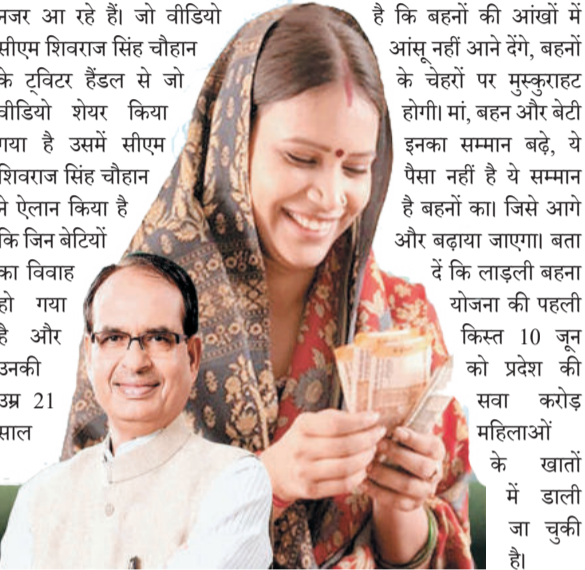 नजर आ रहे हैं। जो वीडियो
सीएम शिवराज सिंह चौहान
के ट्विटर हैंडल से जो
वीडियो शेयर किया
गया है उसमें सीएम
शिवराज सिंह चौहान
ने ऐलान किया है
कि जिन बेटियों
का विवाह
हो गया
है और
उनकी
उम्र 21
साल
है कि बहनों की आंखों में
आंसू नहीं आने देंगे, बहनों
के चेहरों पर मुस्कुराहट
होगी। मां, बहन और बेटी
इनका सम्मान बढ़े, ये
पैसा नहीं है ये सम्मान
है बहनों का। जिसे आगे
और बढ़ाया जाएगा। बता
दें कि लाड़ली बहना
योजना की पहली
किस्त 10 जून
को प्रदेश की
सवा करोड़
महिलाओं
के खातों
में डाली
जा चुकी
है।